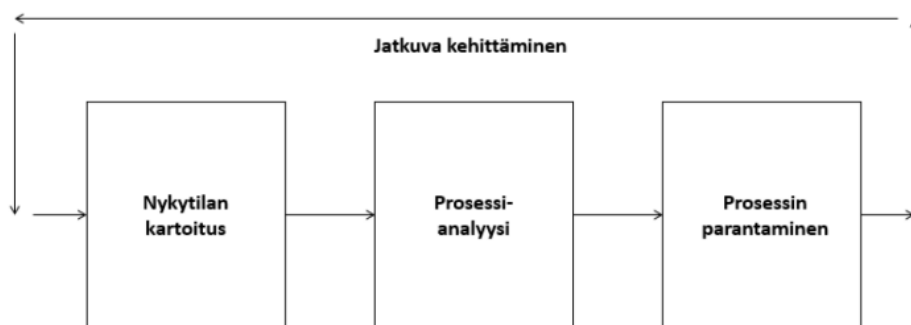 Jatkuva kehittäminen
Nykytilan
kartoitus
Prosessi-
analyysi
Prosessin
parantaminen